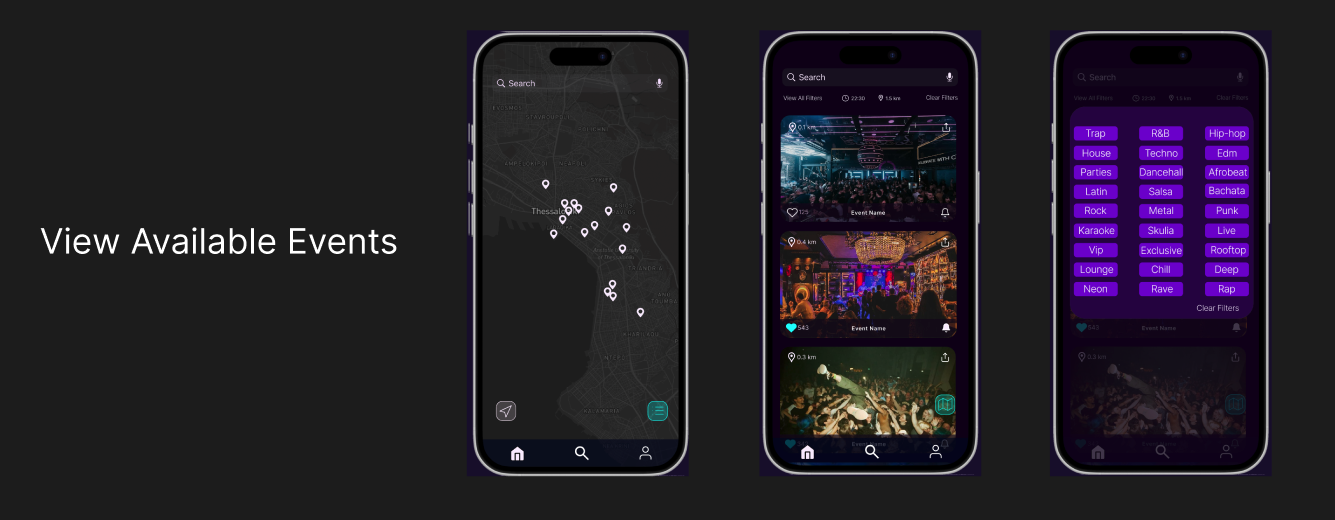 View Available Events
Search
Thessalo
KALAMARIA
Search
View All Filters 22:30 1.5 km Clear Filters
0.1 km
125 Event Name
0.4 km
543 Event Name
0.3 km
Event Name
Search
View All Filters 22:30 1.5 km Clear Filters
Trap R&B Hip-hop
House Techno Edm
Parties Dancehall Afrobeat
Latin Salsa Bachata
Rock Metal Punk
Karaoke Skulia Live
Vip Exclusive Rooftop
Lounge Chill Deep
Neon Rave Rap
Clear Filters
543 Event Name
0.3 km
Event Name